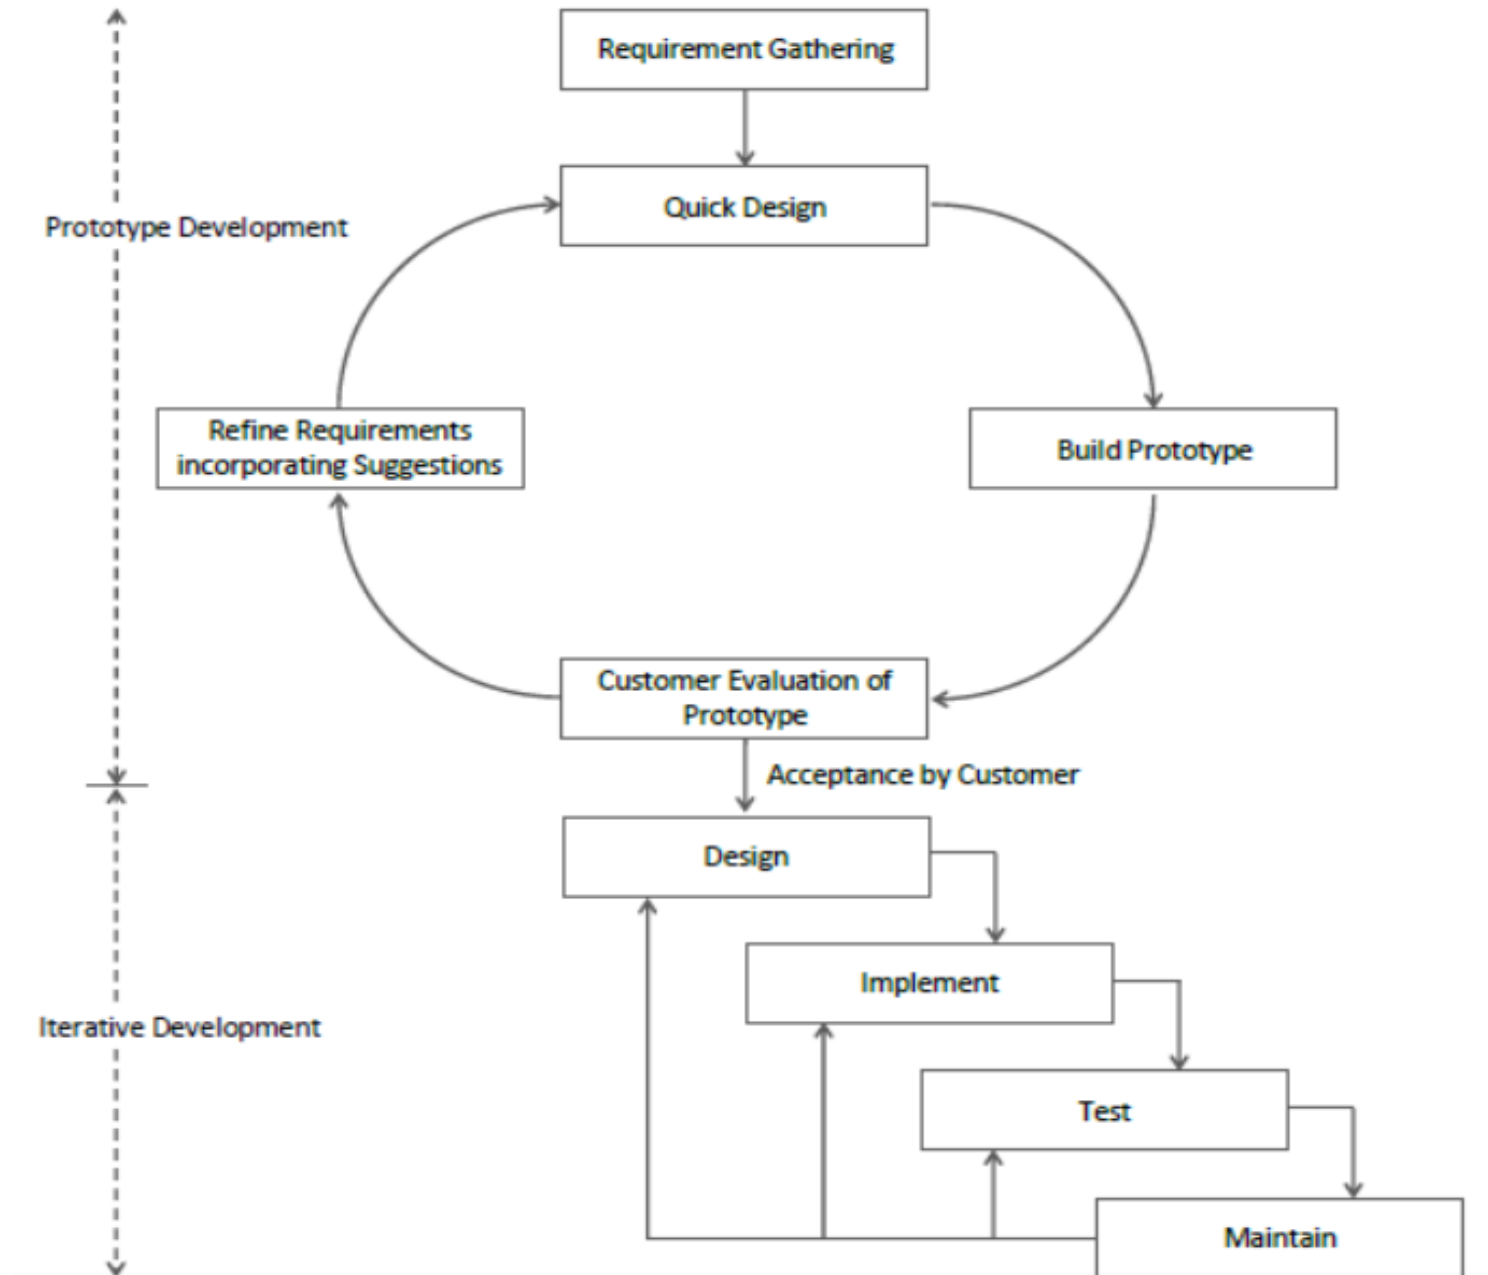 Requirement Gathering
Quick Design
Prototype Development
Refine Requirements
incorporating Suggestions
Build Prototype
Customer Evaluation of
Prototype
Acceptance by Customer
Design
Implement
Iterative Development
Test
Maintain